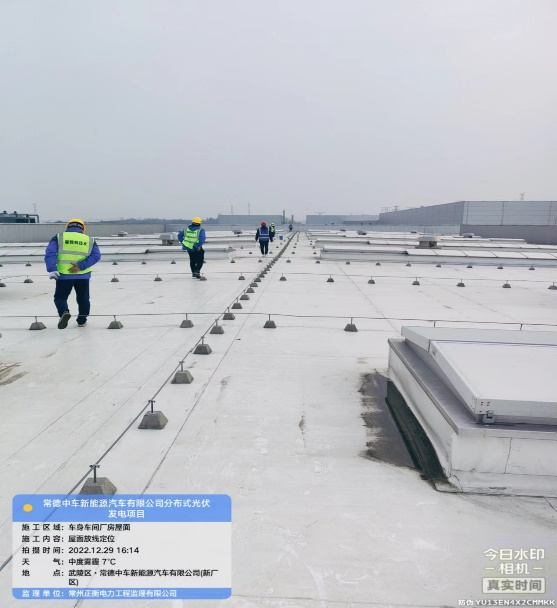 常德中车新能源汽车有限公司分布式光伏
发电项目
施工区域：车身车间厂房屋面
施工内容：屋面放线定位
拍摄时间：2022.12.29 16:14
天气：中度雾霾 7℃
地点：武陵区·常德中车新能源汽车有限公司(新厂
区)
监理单位：常州正衡电力工程监理有限公司
今日水印
相机
真实时间
防伪 YU13EN4X2CMMKK